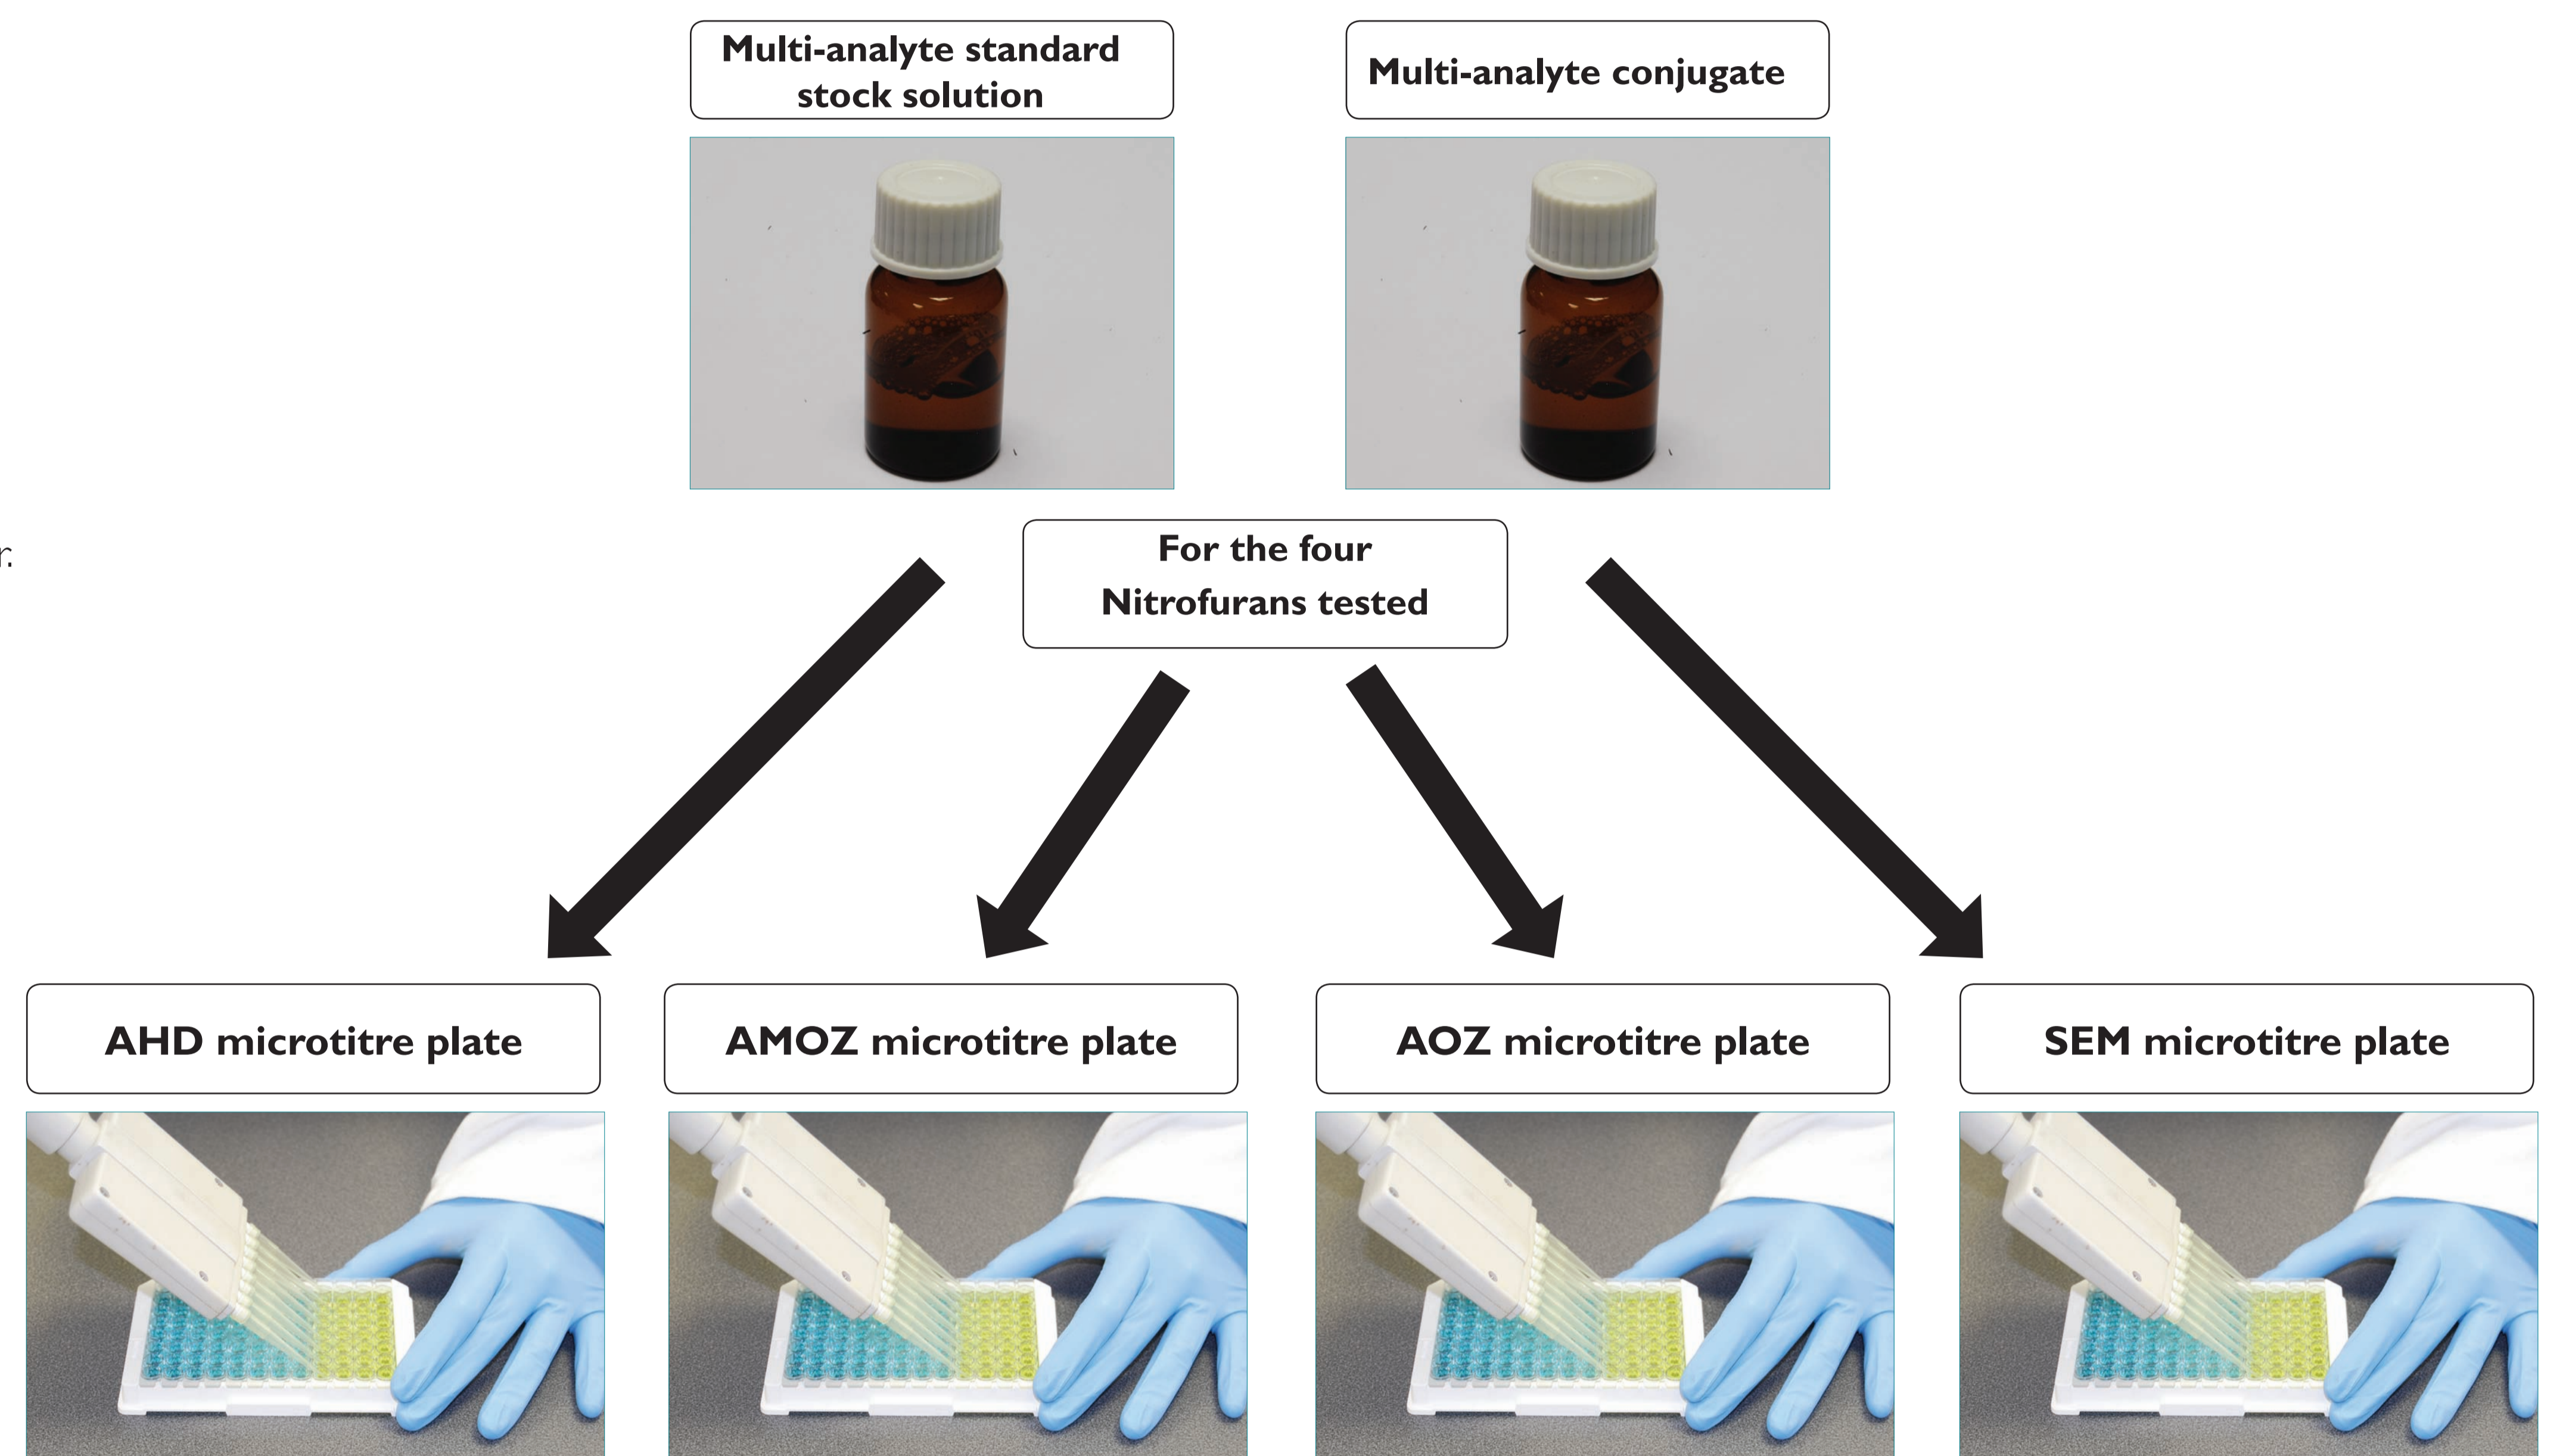 Multi-analyte standard
stock solution
Multi-analyte conjugate
r.
For the four
Nitrofurans tested
AHD microtitre plate
AMOZ microtitre plate
AOZ microtitre plate
SEM microtitre plate